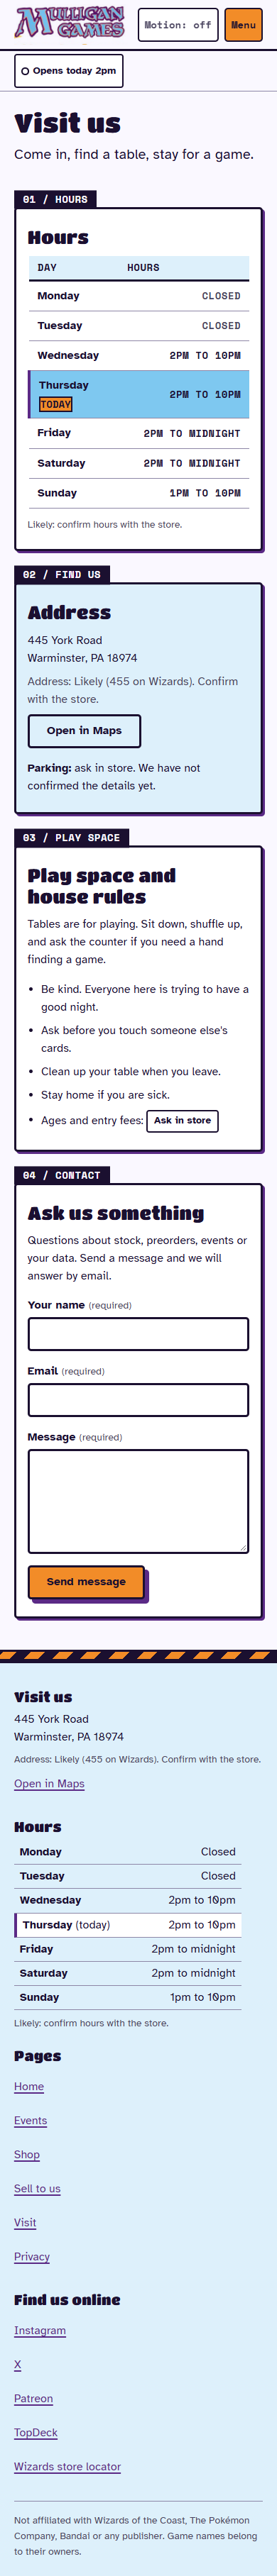 MULLIGAN
GAMES
Motion: off
Menu
Opens today 2pm
Visit us
Come in, find a table, stay for a game.
01 / HOURS
Hours
DAY HOURS
Monday CLOSED
Tuesday CLOSED
Wednesday 2PM TO 10PM
Thursday
TODAY
2PM TO 10PM
Friday 2PM TO MIDNIGHT
Saturday 2PM TO MIDNIGHT
Sunday 1PM TO 10PM
Likely: confirm hours with the store.
02 / FIND US
Address
445 York Road
Warminster, PA 18974
Address: Likely (455 on Wizards). Confirm
with the store.
Open in Maps
Parking: ask in store. We have not
confirmed the details yet.
03 / PLAY SPACE
Play space and
house rules
Tables are for playing. Sit down, shuffle up,
and ask the counter if you need a hand
finding a game.
• Be kind. Everyone here is trying to have a
good night.
• Ask before you touch someone else's
cards.
• Clean up your table when you leave.
• Stay home if you are sick.
• Ages and entry fees: Ask in store
04 / CONTACT
Ask us something
Questions about stock, preorders, events or
your data. Send a message and we will
answer by email.
Your name (required)
Email (required)
Message (required)
Send message
Visit us
445 York Road
Warminster, PA 18974
Address: Likely (455 on Wizards). Confirm with the store.
Open in Maps
Hours
Monday Closed
Tuesday Closed
Wednesday 2pm to 10pm
Thursday (today) 2pm to 10pm
Friday 2pm to midnight
Saturday 2pm to midnight
Sunday 1pm to 10pm
Likely: confirm hours with the store.
Pages
Home
Events
Shop
Sell to us
Visit
Privacy
Find us online
Instagram
X
Patreon
TopDeck
Wizards store locator
Not affiliated with Wizards of the Coast, The Pokémon
Company, Bandai or any publisher. Game names belong
to their owners.